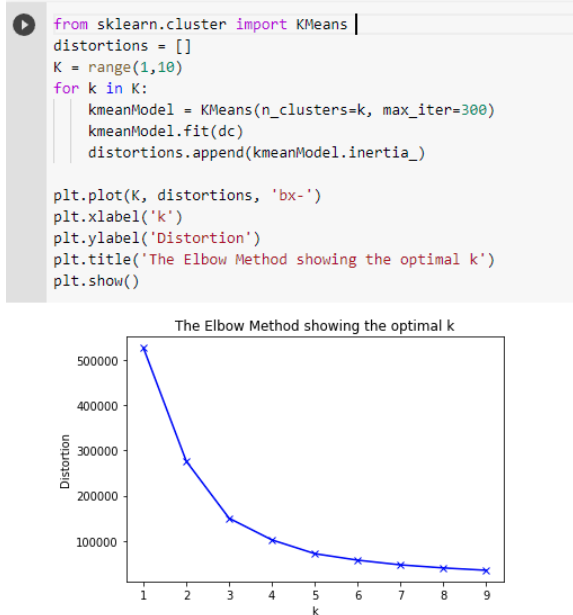 from sklearn.cluster import KMeans
distortions = []
K = range(1,10)
for k in K:
    kmeanModel = KMeans(n_clusters=k, max_iter=300)
    kmeanModel.fit(dc)
    distortions.append(kmeanModel.inertia_)

plt.plot(K, distortions, 'bx-')
plt.xlabel('k')
plt.ylabel('Distortion')
plt.title('The Elbow Method showing the optimal k')
plt.show()
The Elbow Method showing the optimal k
500000
400000
300000
200000
100000
Distortion
1 2 3 4 5 6 7 8 9
k